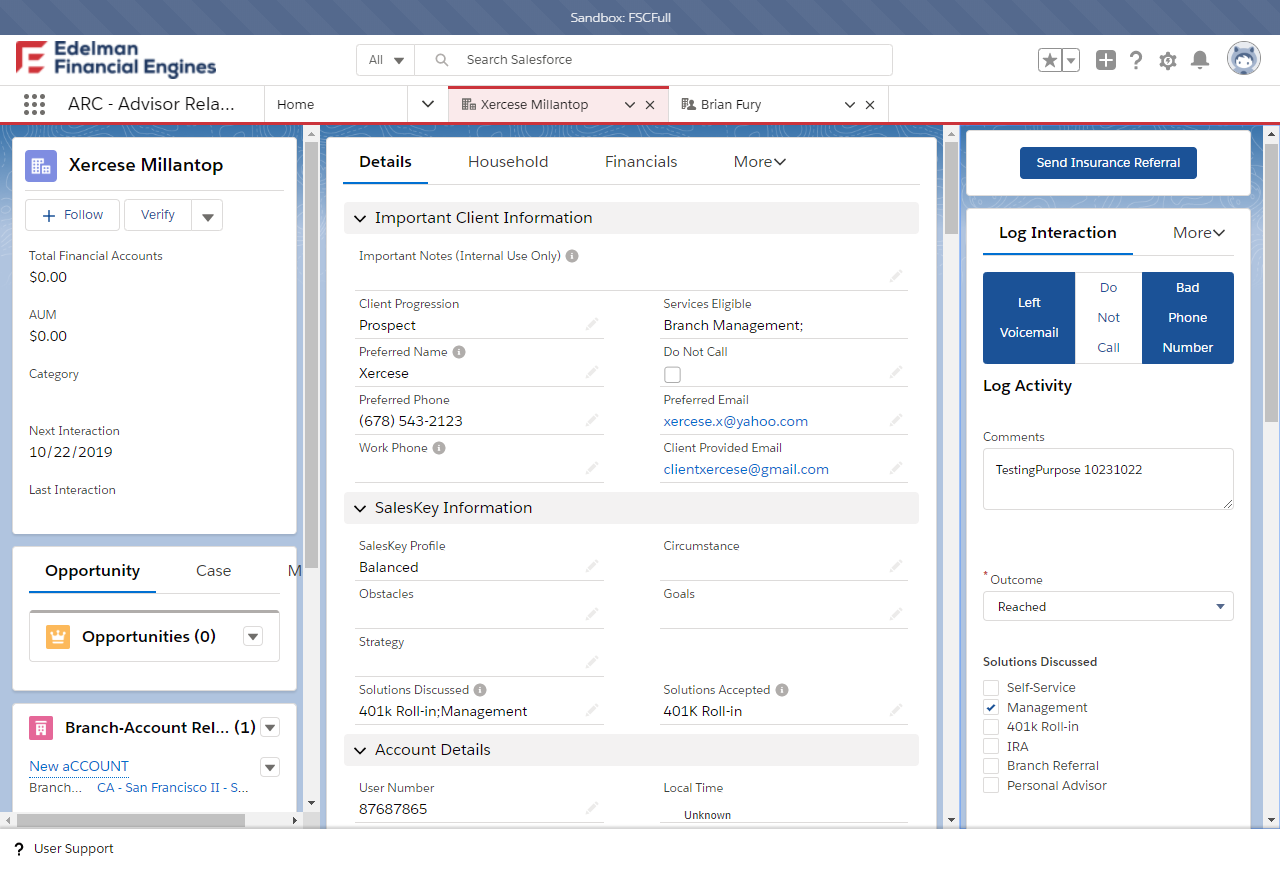 Sandbox: FSCFull
Edelman
Financial Engines
All
Search Salesforce
ARC - Advisor Rela...
Home
Xercese Millantop
Brian Fury
Xercese Millantop
Follow
Verify
Total Financial Accounts
$0.00
AUM
$0.00
Category
Next Interaction
10/22/2019
Last Interaction
Opportunity
Case
M
Opportunities (0)
Branch-Account Rel... (1)
New aCCOUNT
Branch... CA - San Francisco II - S...
Details
Household
Financials
More
Important Client Information
Important Notes (Internal Use Only)
Client Progression
Prospect
Services Eligible
Branch Management;
Preferred Name
Xercese
Do Not Call
Preferred Phone
(678) 543-2123
Preferred Email
xercese.x@yahoo.com
Work Phone
Client Provided Email
clientxercese@gmail.com
SalesKey Information
SalesKey Profile
Balanced
Circumstance
Obstacles
Goals
Strategy
Solutions Discussed
401k Roll-in;Management
Solutions Accepted
401K Roll-in
Account Details
User Number
87687865
Local Time
Unknown
Send Insurance Referral
Log Interaction
More
Left
Voicemail
Do
Not
Call
Bad
Phone
Number
Log Activity
Comments
TestingPurpose 10231022
* Outcome
Reached
Solutions Discussed
Self-Service
Management
401k Roll-in
IRA
Branch Referral
Personal Advisor
? User Support